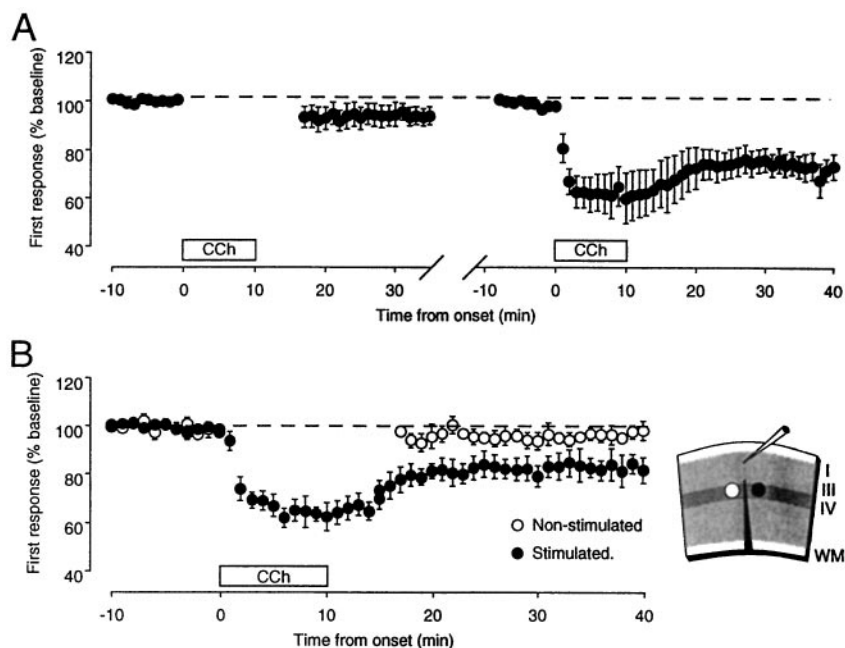 A
First response (% baseline)
120
100
80
60
40
CCh
CCh
-10 0 10 20 30 -10 0 10 20 30 40
Time from onset (min)
B
First response (% baseline)
120
100
80
60
40
Non-stimulated
Stimulated.
CCh
-10 0 10 20 30 40
Time from onset (min)
I
III
IV
WM